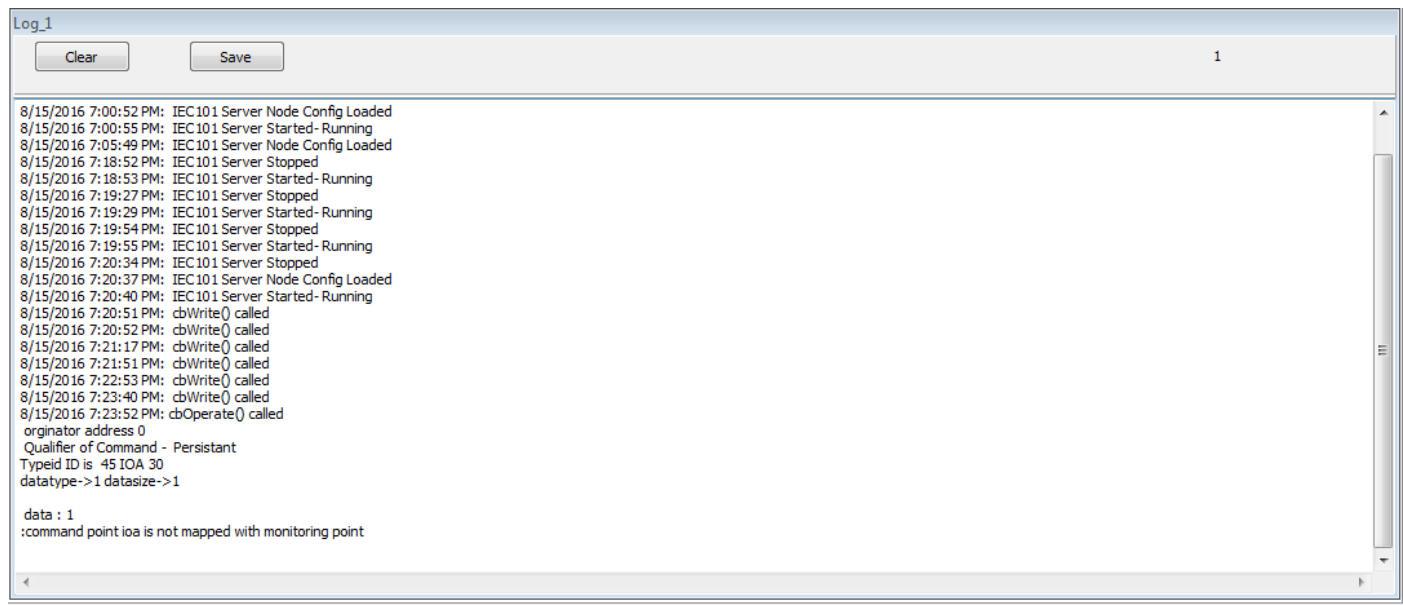 Log_1
Clear Save 1
8/15/2016 7:00:52 PM:  IEC101 Server Node Config Loaded
8/15/2016 7:00:55 PM:  IEC101 Server Started- Running
8/15/2016 7:05:49 PM:  IEC101 Server Node Config Loaded
8/15/2016 7:18:52 PM:  IEC101 Server Stopped
8/15/2016 7:18:53 PM:  IEC101 Server Started- Running
8/15/2016 7:19:27 PM:  IEC101 Server Stopped
8/15/2016 7:19:29 PM:  IEC101 Server Started- Running
8/15/2016 7:19:54 PM:  IEC101 Server Stopped
8/15/2016 7:19:55 PM:  IEC101 Server Started- Running
8/15/2016 7:20:34 PM:  IEC101 Server Stopped
8/15/2016 7:20:37 PM:  IEC101 Server Node Config Loaded
8/15/2016 7:20:40 PM:  IEC101 Server Started- Running
8/15/2016 7:20:51 PM:  cbWrite() called
8/15/2016 7:20:52 PM:  cbWrite() called
8/15/2016 7:21:17 PM:  cbWrite() called
8/15/2016 7:21:51 PM:  cbWrite() called
8/15/2016 7:22:53 PM:  cbWrite() called
8/15/2016 7:23:40 PM:  cbWrite() called
8/15/2016 7:23:52 PM: cbOperate() called
orginator address 0
Qualifier of Command -  Persistant
Typeid ID is  45 IOA 30
datatype->1 datasize->1
data : 1
:command point ioa is not mapped with monitoring point